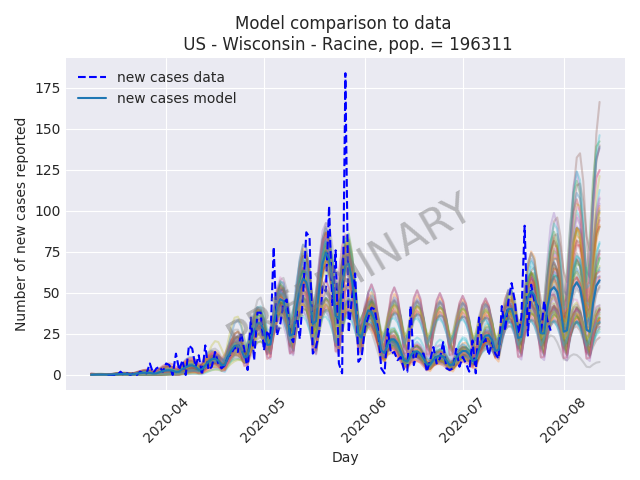 Model comparison to data
US - Wisconsin - Racine, pop. = 196311
new cases data
new cases model
PRELIMINARY
Number of new cases reported
175
150
125
100
75
50
25
0
2020-04
2020-05
2020-06
2020-07
2020-08
Day